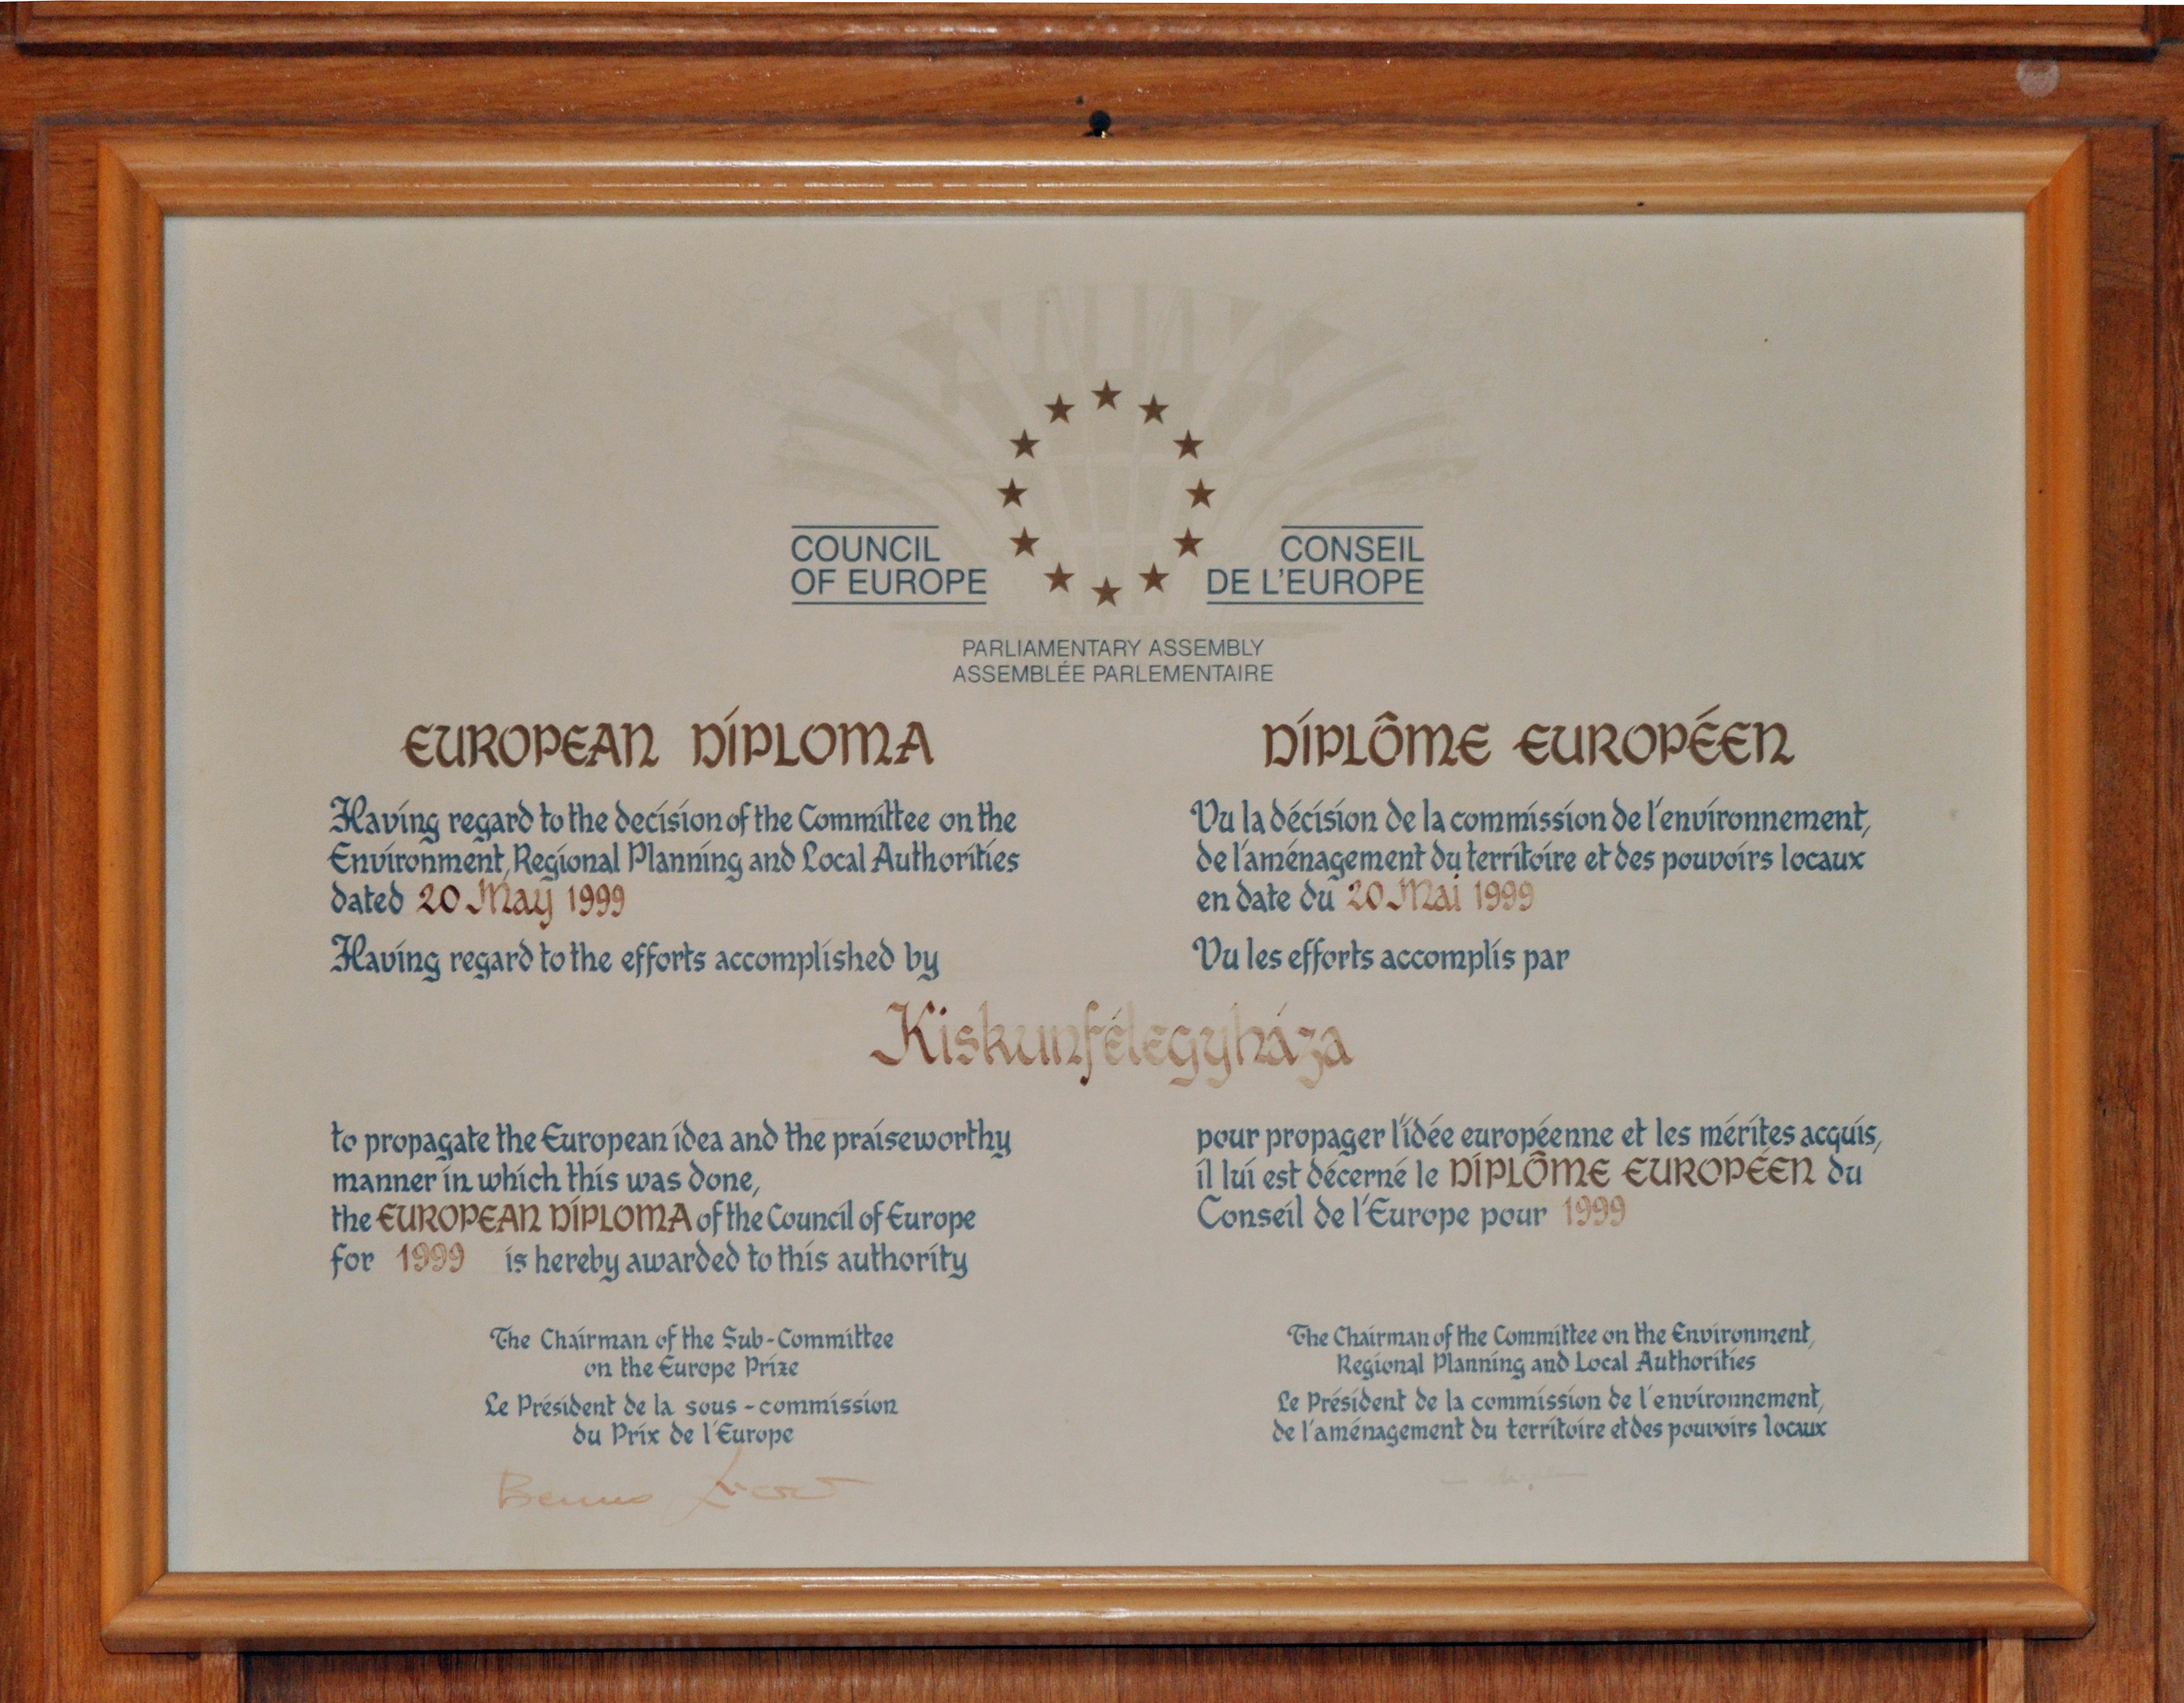 COUNCIL
OF EUROPE
CONSEIL
DE L'EUROPE
PARLIAMENTARY ASSEMBLY
ASSEMBLÉE PARLEMENTAIRE
EUROPEAN DIPLOMA
Having regard to the decision of the Committee on the
Environment, Regional Planning and Local Authorities
dated 20 May 1999
Having regard to the efforts accomplished by
DIPLÔME EUROPÉEN
Vu la décision de la commission de l'environnement,
de l'aménagement du territoire et des pouvoirs locaux
en date du 20 Mai 1999
Vu les efforts accomplis par
Kiskunfélegyháza
to propagate the European idea and the praiseworthy
manner in which this was done,
the EUROPEAN DIPLOMA of the Council of Europe
for 1999 is hereby awarded to this authority
pour propager l'idée européenne et les mérites acquis,
il lui est décerné le DIPLÔME EUROPÉEN du
Conseil de l'Europe pour 1999
The Chairman of the Sub-Committee
on the Europe Prize
Le Président de la sous-commission
du Prix de l'Europe
The Chairman of the Committee on the Environment,
Regional Planning and Local Authorities
Le Président de la commission de l'environnement,
de l'aménagement du territoire et des pouvoirs locaux